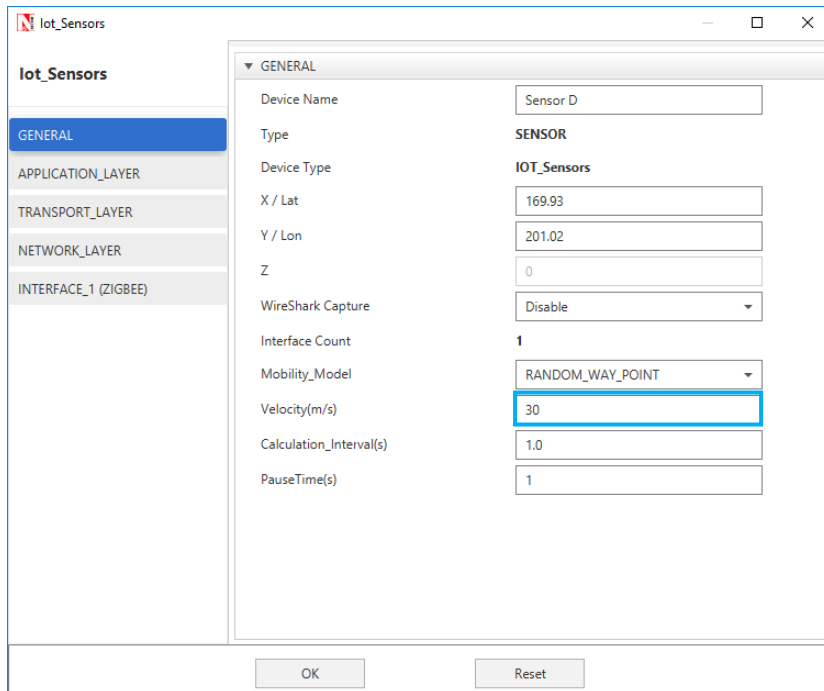 Iot_Sensors
Iot_Sensors
GENERAL
APPLICATION_LAYER
TRANSPORT_LAYER
NETWORK_LAYER
INTERFACE_1 (ZIGBEE)
GENERAL
Device Name Sensor D
Type SENSOR
Device Type IOT_Sensors
X / Lat 169.93
Y / Lon 201.02
Z 0
WireShark Capture Disable
Interface Count 1
Mobility_Model RANDOM_WAY_POINT
Velocity(m/s) 30
Calculation_Interval(s) 1.0
PauseTime(s) 1
OK Reset